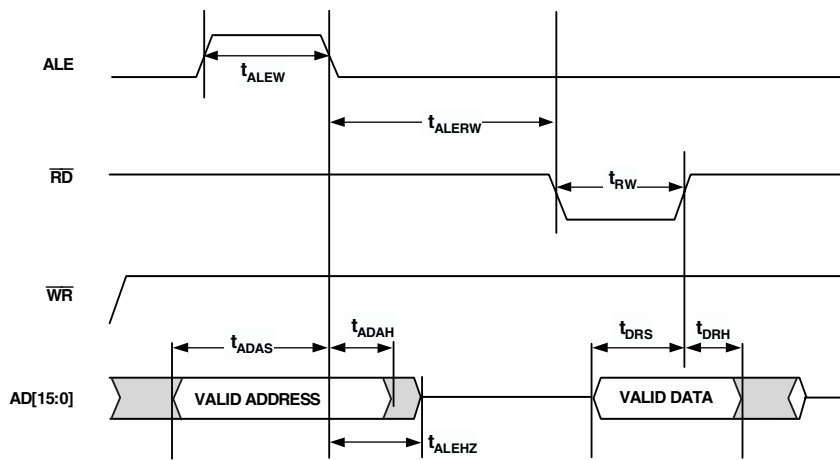 ALE
tALEW
tALERW
RD
tRW
WR
tADAS
tADAH
tDRS
tDRH
AD[15:0]
VALID ADDRESS
VALID DATA
tALEHZ